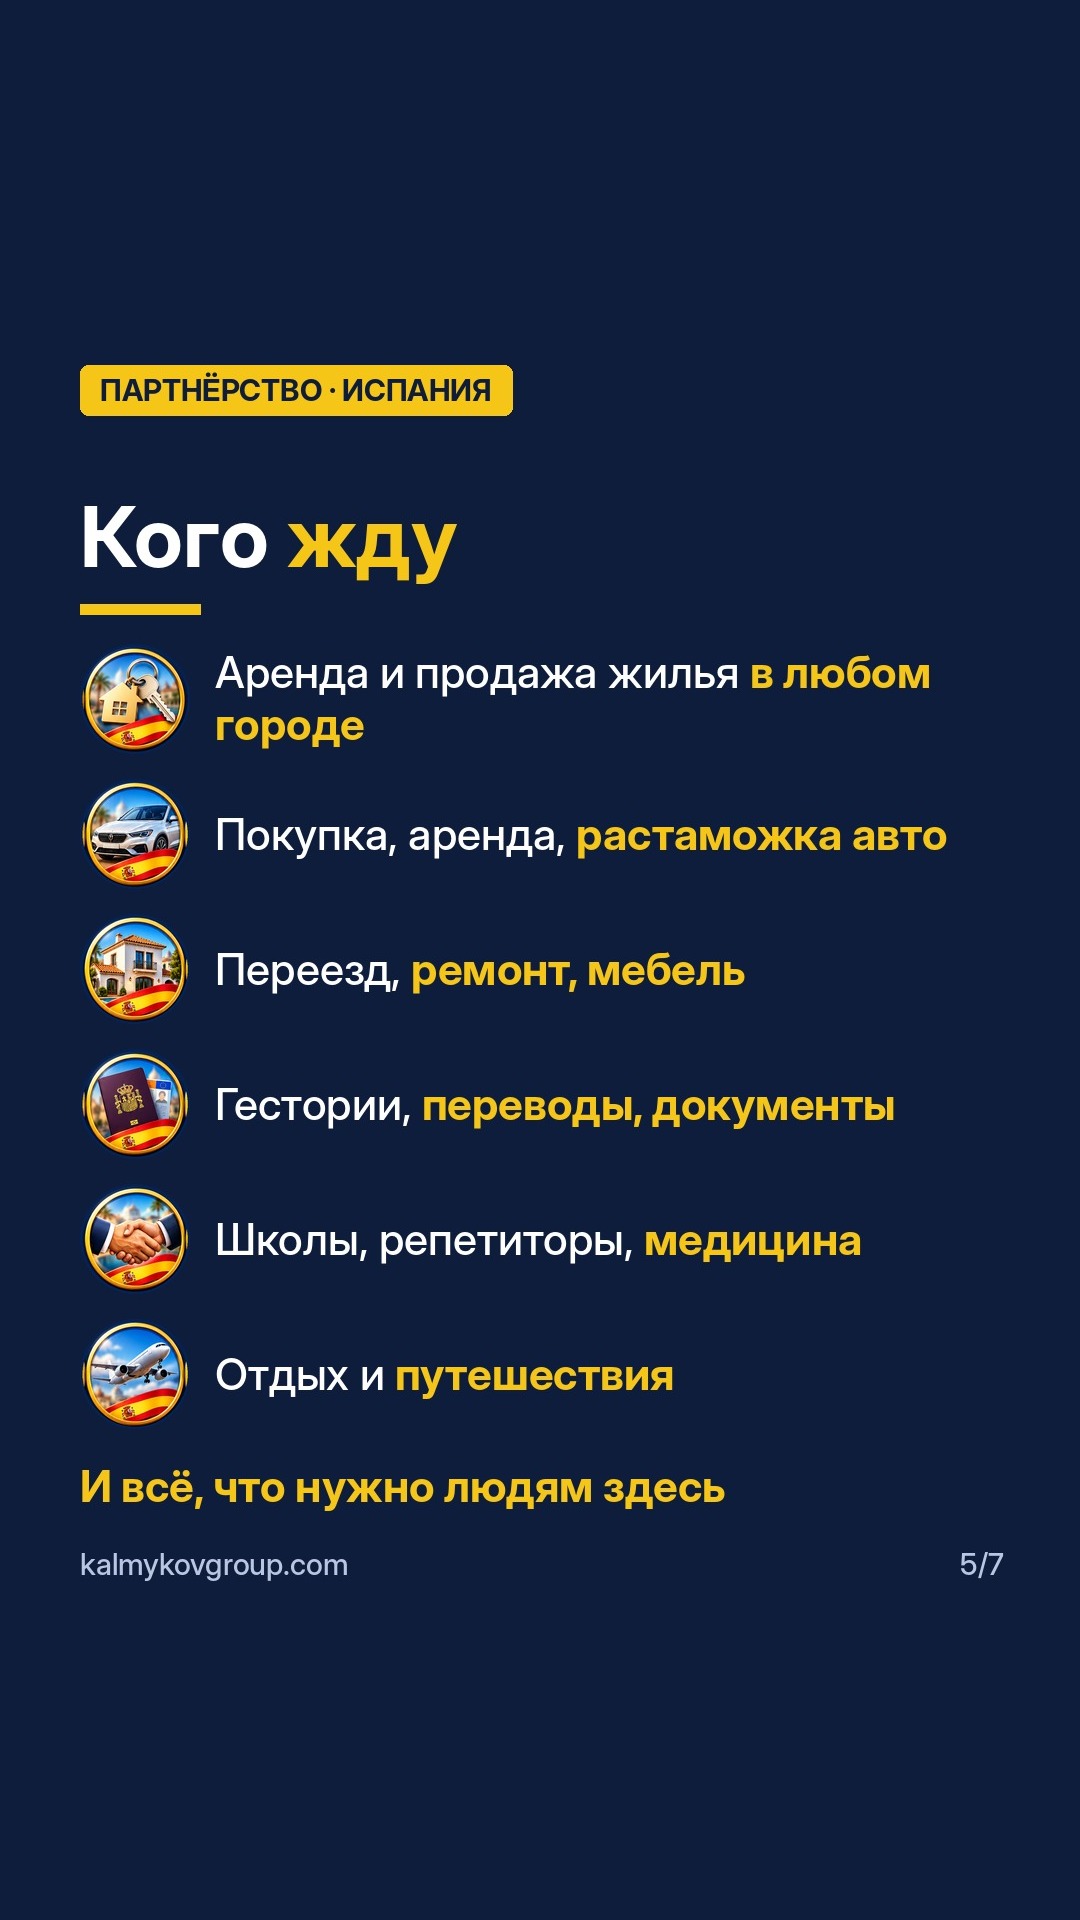 ПАРТНЁРСТВО · ИСПАНИЯ
Кого жду
Аренда и продажа жилья в любом
городе
Покупка, аренда, растаможка авто
Переезд, ремонт, мебель
Гестории, переводы, документы
Школы, репетиторы, медицина
Отдых и путешествия
И всё, что нужно людям здесь
kalmykovgroup.com
5/7